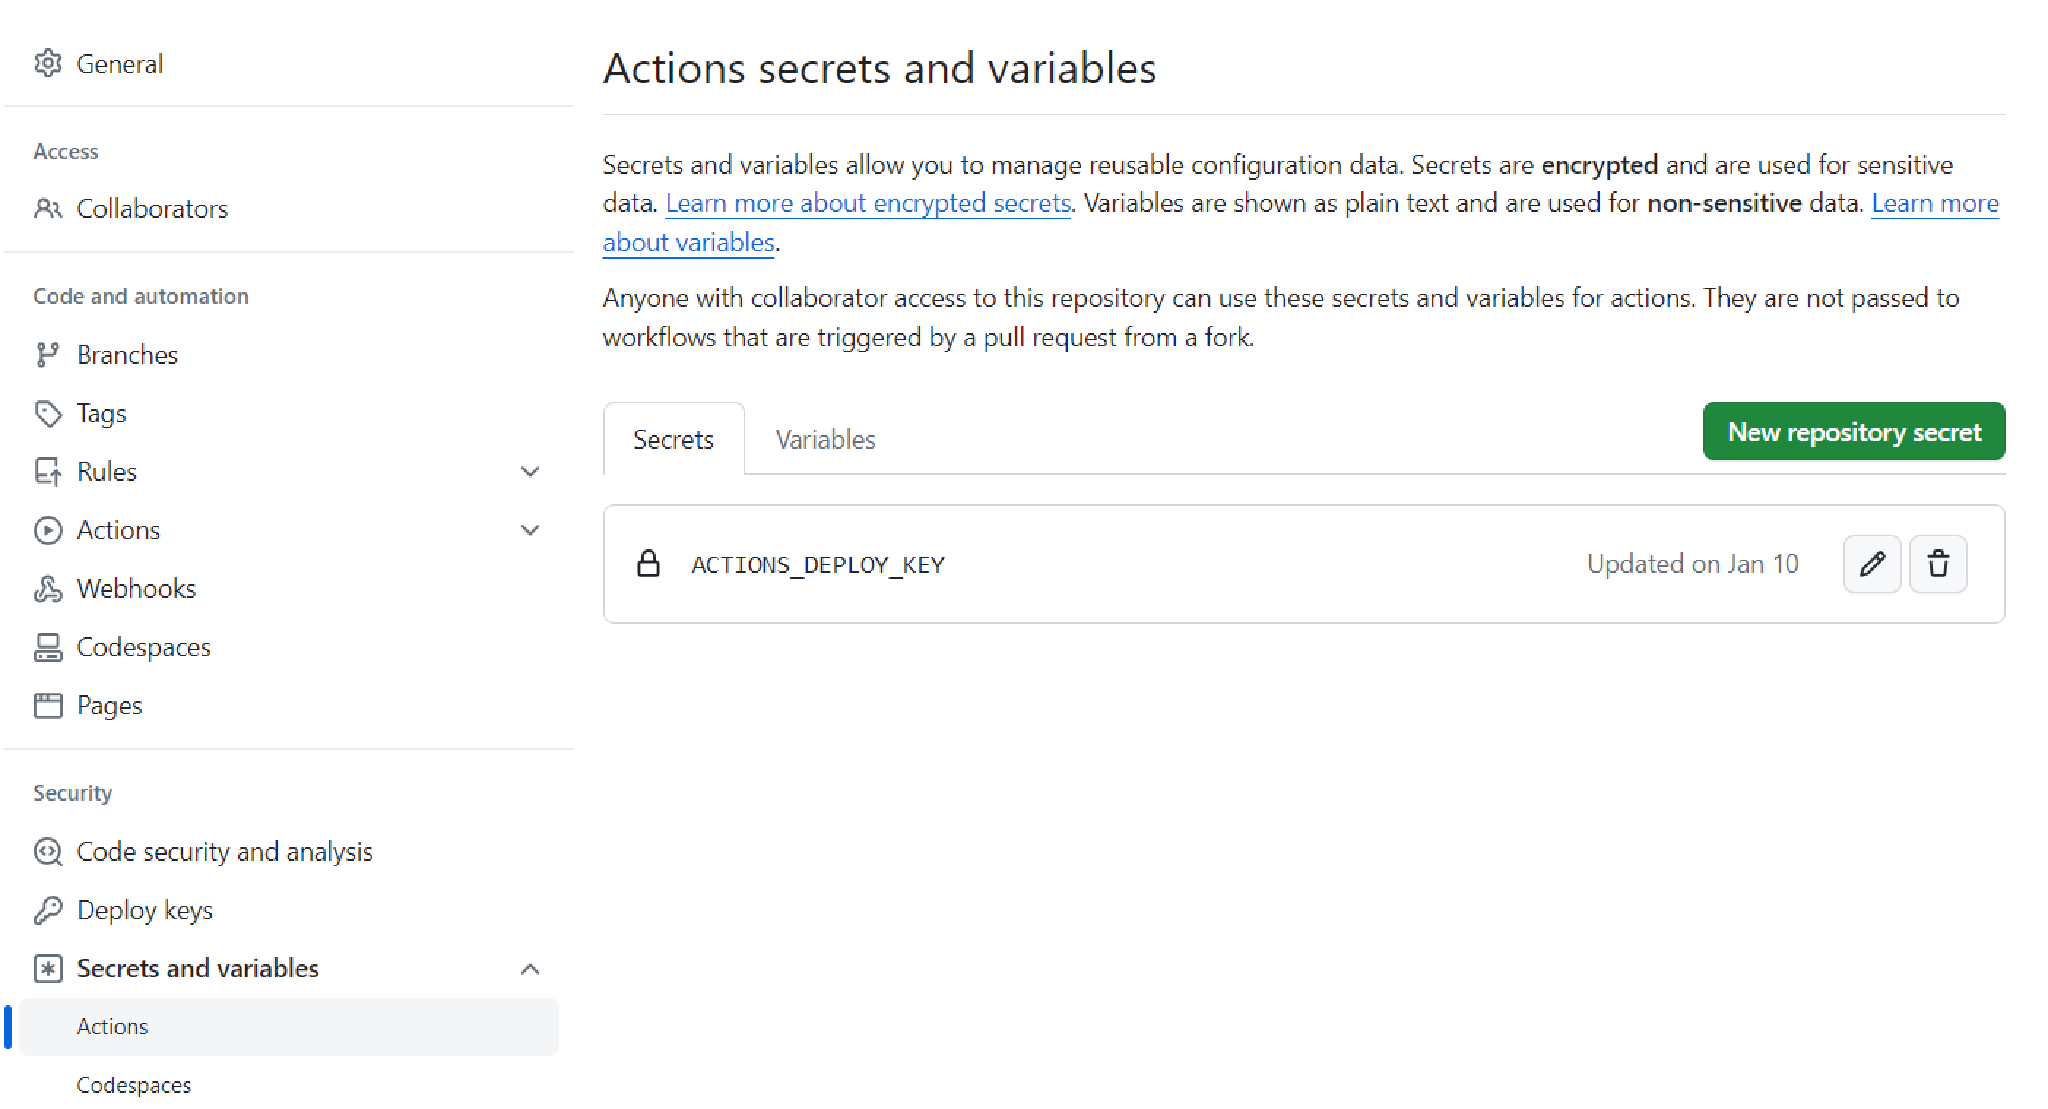 General
Access
Collaborators
Code and automation
Branches
Tags
Rules
Actions
Webhooks
Codespaces
Pages
Security
Code security and analysis
Deploy keys
Secrets and variables
Actions
Codespaces
Actions secrets and variables
Secrets and variables allow you to manage reusable configuration data. Secrets are encrypted and are used for sensitive
data. Learn more about encrypted secrets. Variables are shown as plain text and are used for non-sensitive data. Learn more
about variables.
Anyone with collaborator access to this repository can use these secrets and variables for actions. They are not passed to
workflows that are triggered by a pull request from a fork.
Secrets
Variables
New repository secret
ACTIONS_DEPLOY_KEY
Updated on Jan 10